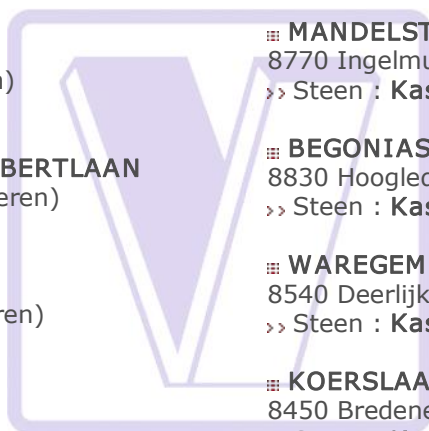 BERTLAAN
eren)
ren)
MANDELST
8770 Ingelmu
›› Steen : Kas
BEGONIAS
8830 Hoogled
›› Steen : Kas
WAREGEM
8540 Deerlijk
›› Steen : Kas
KOERSLAA
8450 Bredene